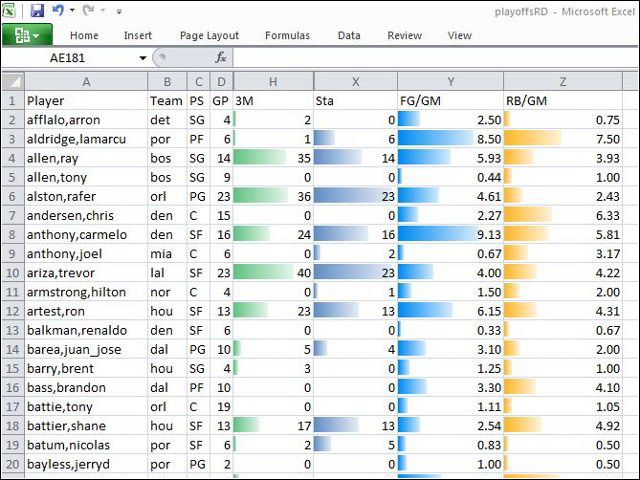 playoffsRD - Microsoft Excel
Home Insert Page Layout Formulas Data Review View
AE181 fx
A B C D H X Y Z
1 Player Team PS GP 3M Sta FG/GM RB/GM
2 afflalo,arron det SG 4 2 0 2.50 0.75
3 aldridge,lamarcu por PF 6 1 6 8.50 7.50
4 allen,ray bos SG 14 35 14 5.93 3.93
5 allen,tony bos SG 9 0 0 0.44 1.00
6 alston,rafer orl PG 23 36 23 4.61 2.43
7 andersen,chris den C 15 0 0 2.27 6.33
8 anthony,carmelo den SF 16 24 16 9.13 5.81
9 anthony,joel mia C 6 0 2 0.67 3.17
10 ariza,trevor lal SF 23 40 23 4.00 4.22
11 armstrong,hilton nor C 4 0 1 1.50 2.00
12 artest,ron hou SF 13 23 13 6.15 4.31
13 balkman,renaldo den SF 6 0 0 0.33 0.67
14 barea,juan_jose dal PG 10 5 4 3.10 2.00
15 barry,brent hou SG 4 3 0 1.25 1.00
16 bass,brandon dal PF 10 0 0 3.30 4.10
17 battie,tony orl C 19 0 0 1.11 1.05
18 battier,shane hou SF 13 17 13 2.54 4.92
19 batum,nicolas por SF 6 2 5 0.83 0.50
20 bayless,jerryd por PG 2 0 0 1.00 0.50